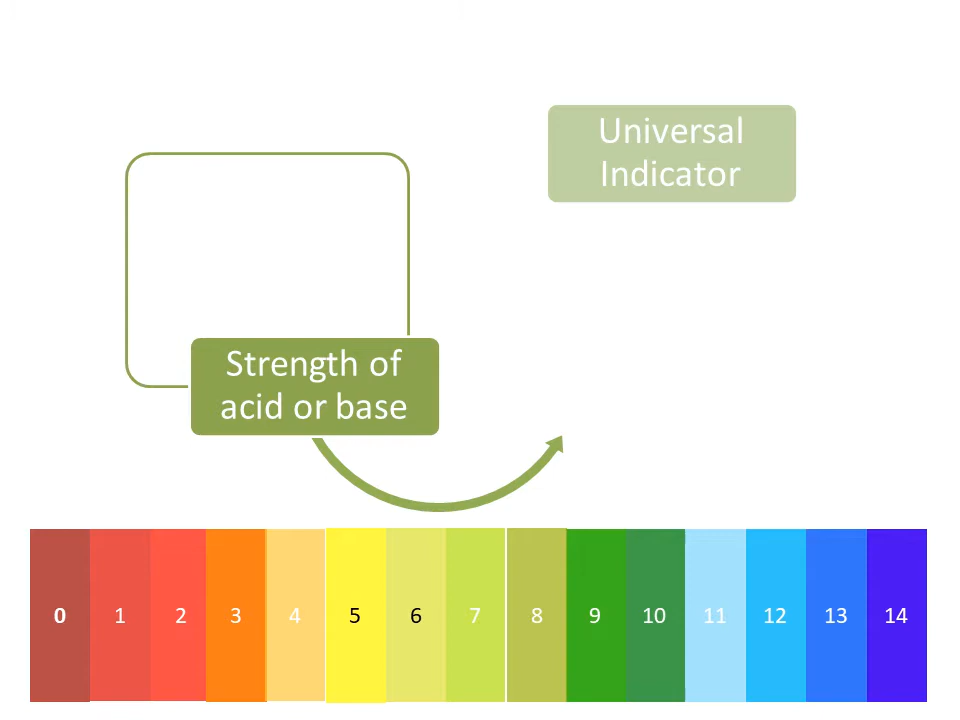 Universal
Indicator
Strength of
acid or base
0 1 2 3 4 5 6 7 8 9 10 11 12 13 14